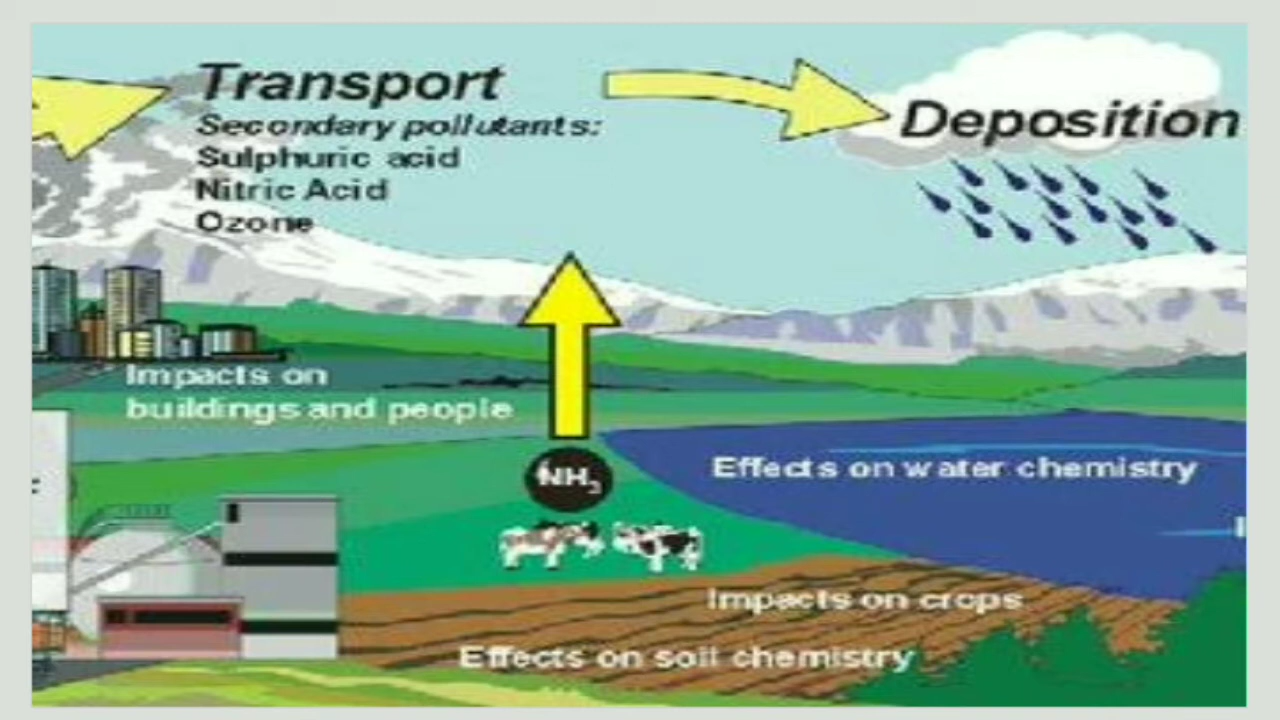 Transport
Secondary pollutants:
Sulphuric acid
Nitric Acid
Ozone
Deposition
Impacts on
buildings and people
NH3
Effects on water chemistry
Impacts on crops
Effects on soil chemistry